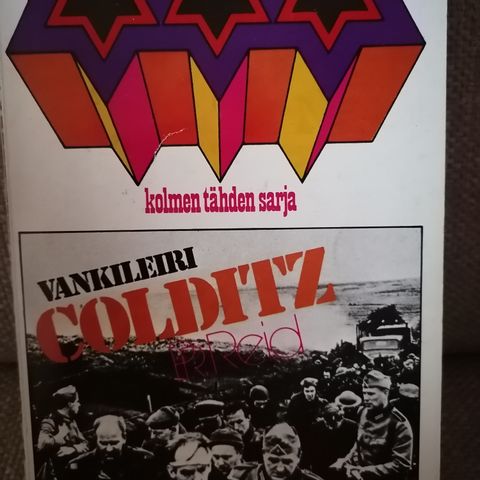 kolmen tähden sarja
VANKILEIRI
COLDITZ
P.R. Reid